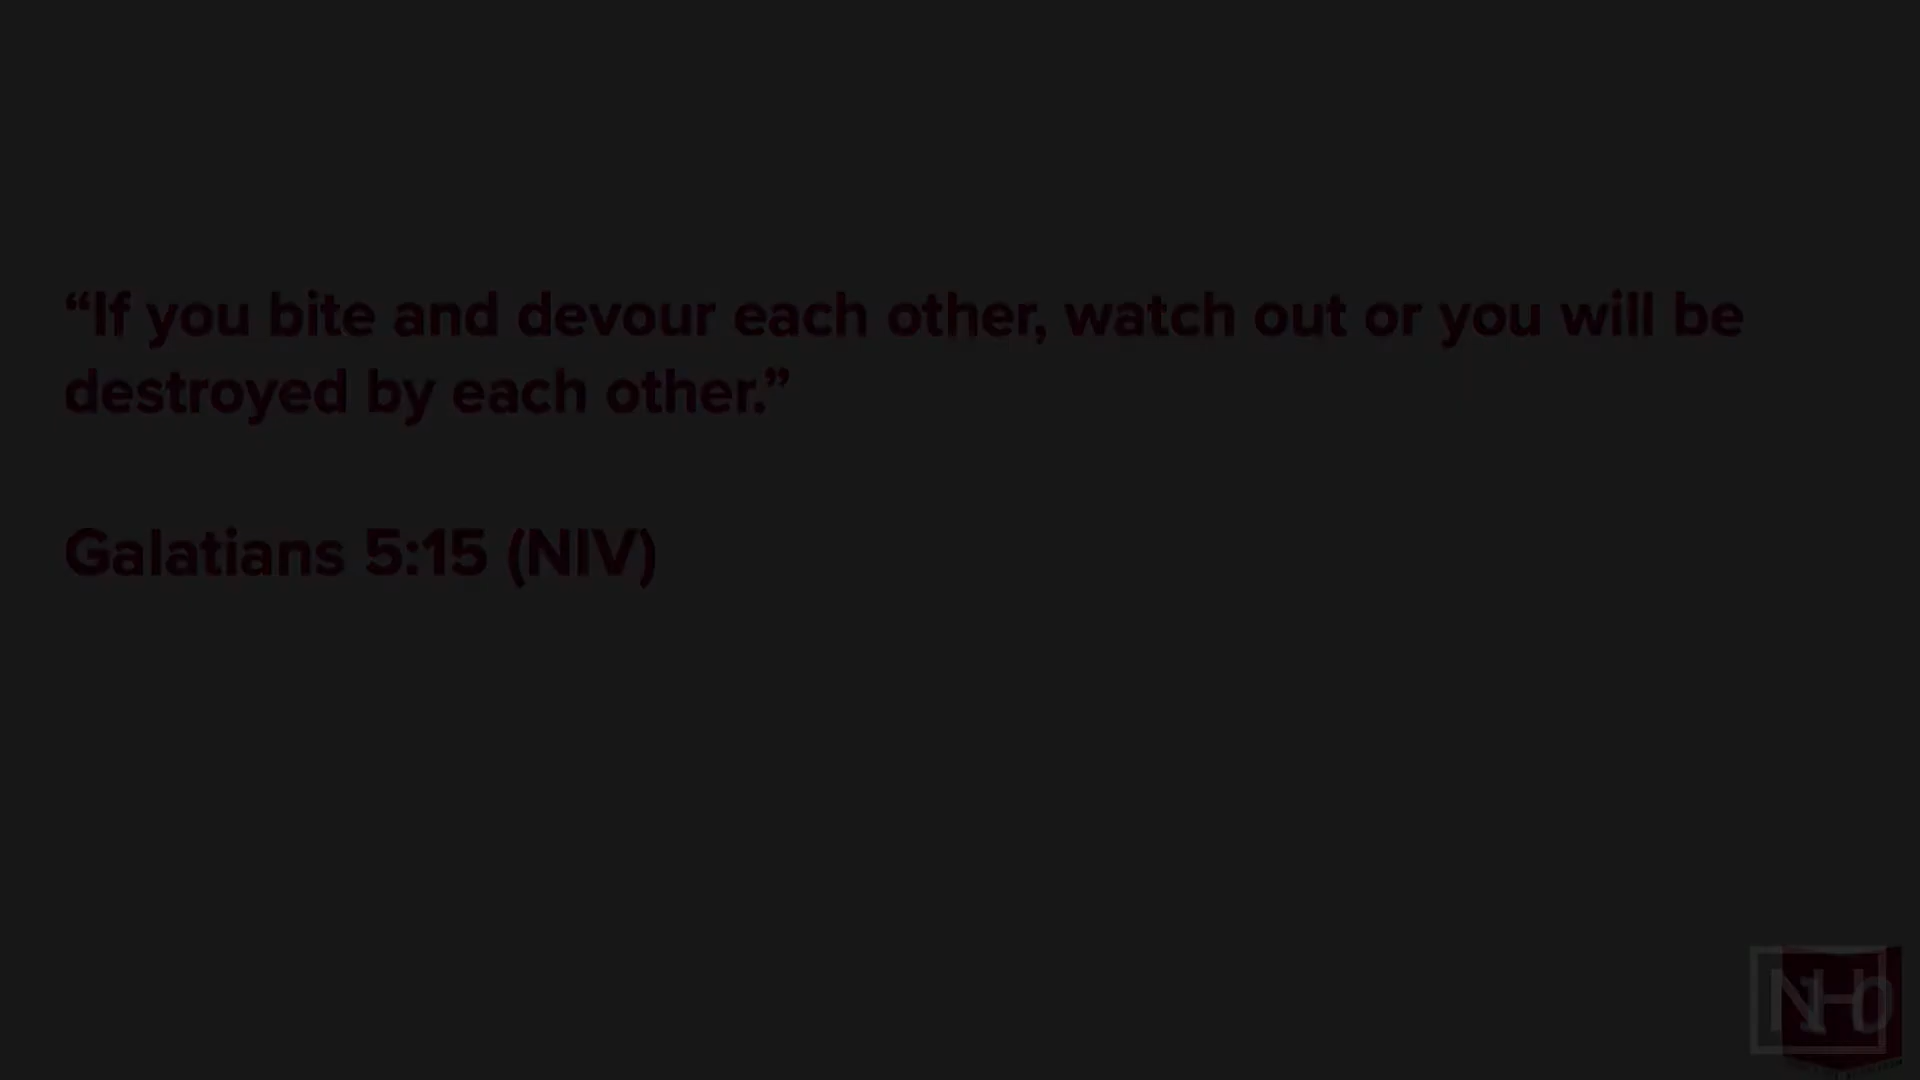 “If you bite and devour each other, watch out or you will be
destroyed by each other.”
Galatians 5:15 (NIV)